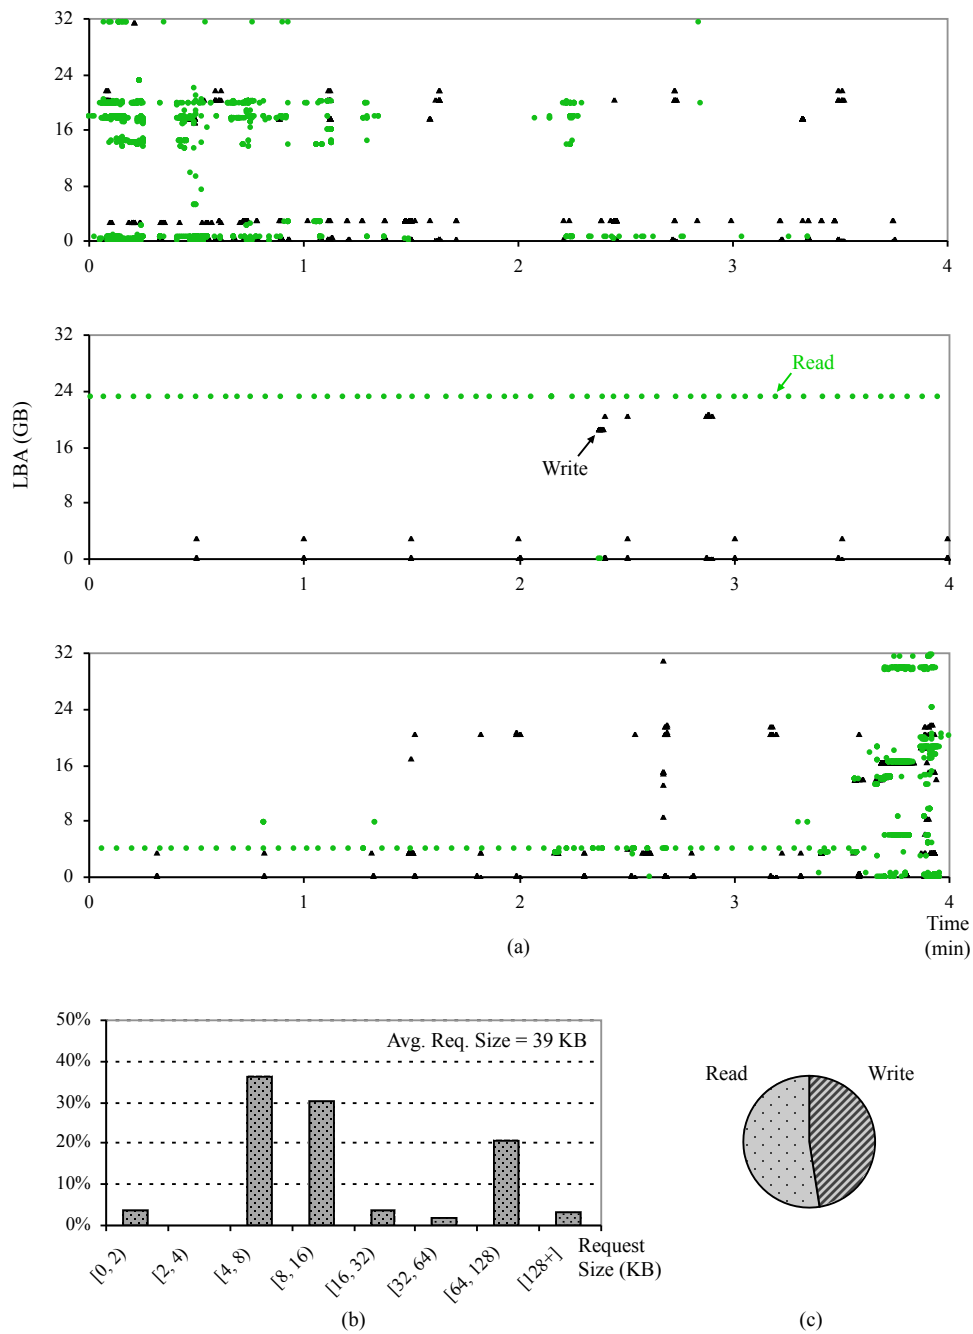 32
24
16
8
0
0 1 2 3 4
LBA (GB)
32
24
16
8
0
Read
Write
0 1 2 3 4
32
24
16
8
0
0 1 2 3 4
Time
(min)
(a)
50%
40%
30%
20%
10%
0%
Avg. Req. Size = 39 KB
[0, 2) [2, 4) [4, 8) [8, 16) [16, 32) [32, 64) [64, 128) [128+]
Request
Size (KB)
(b)
Read Write
(c)